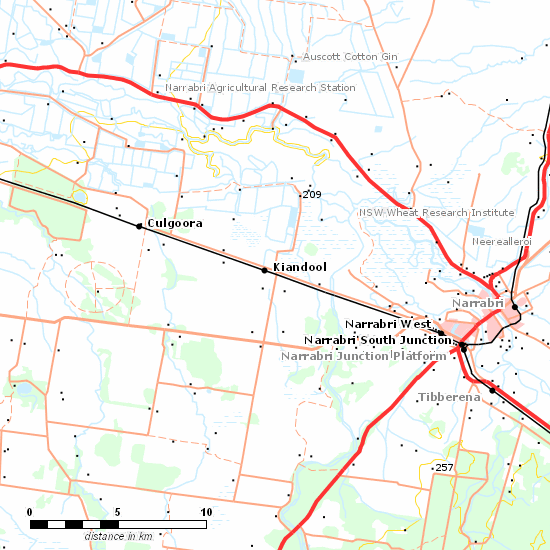 Auscott Cotton Gin
Narrabri Agricultural Research Station
209
NSW Wheat Research Institute
Culgoora
Neerealleroi
Kiandool
Narrabri
Narrabri West
Narrabri South Junction
Narrabri Junction Platform
Tibberena
257
0 5 10
distance in km